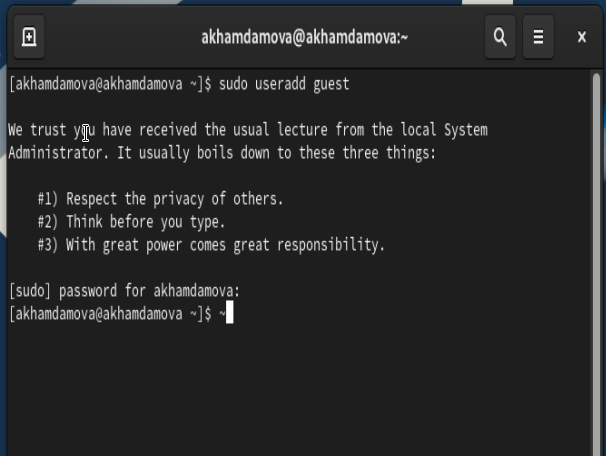 akhamdamova@akhamdamova:~
[akhamdamova@akhamdamova ~]$ sudo useradd guest
We trust you have received the usual lecture from the local System
Administrator. It usually boils down to these three things:
#1) Respect the privacy of others.
#2) Think before you type.
#3) With great power comes great responsibility.
[sudo] password for akhamdamova:
[akhamdamova@akhamdamova ~]$ ~